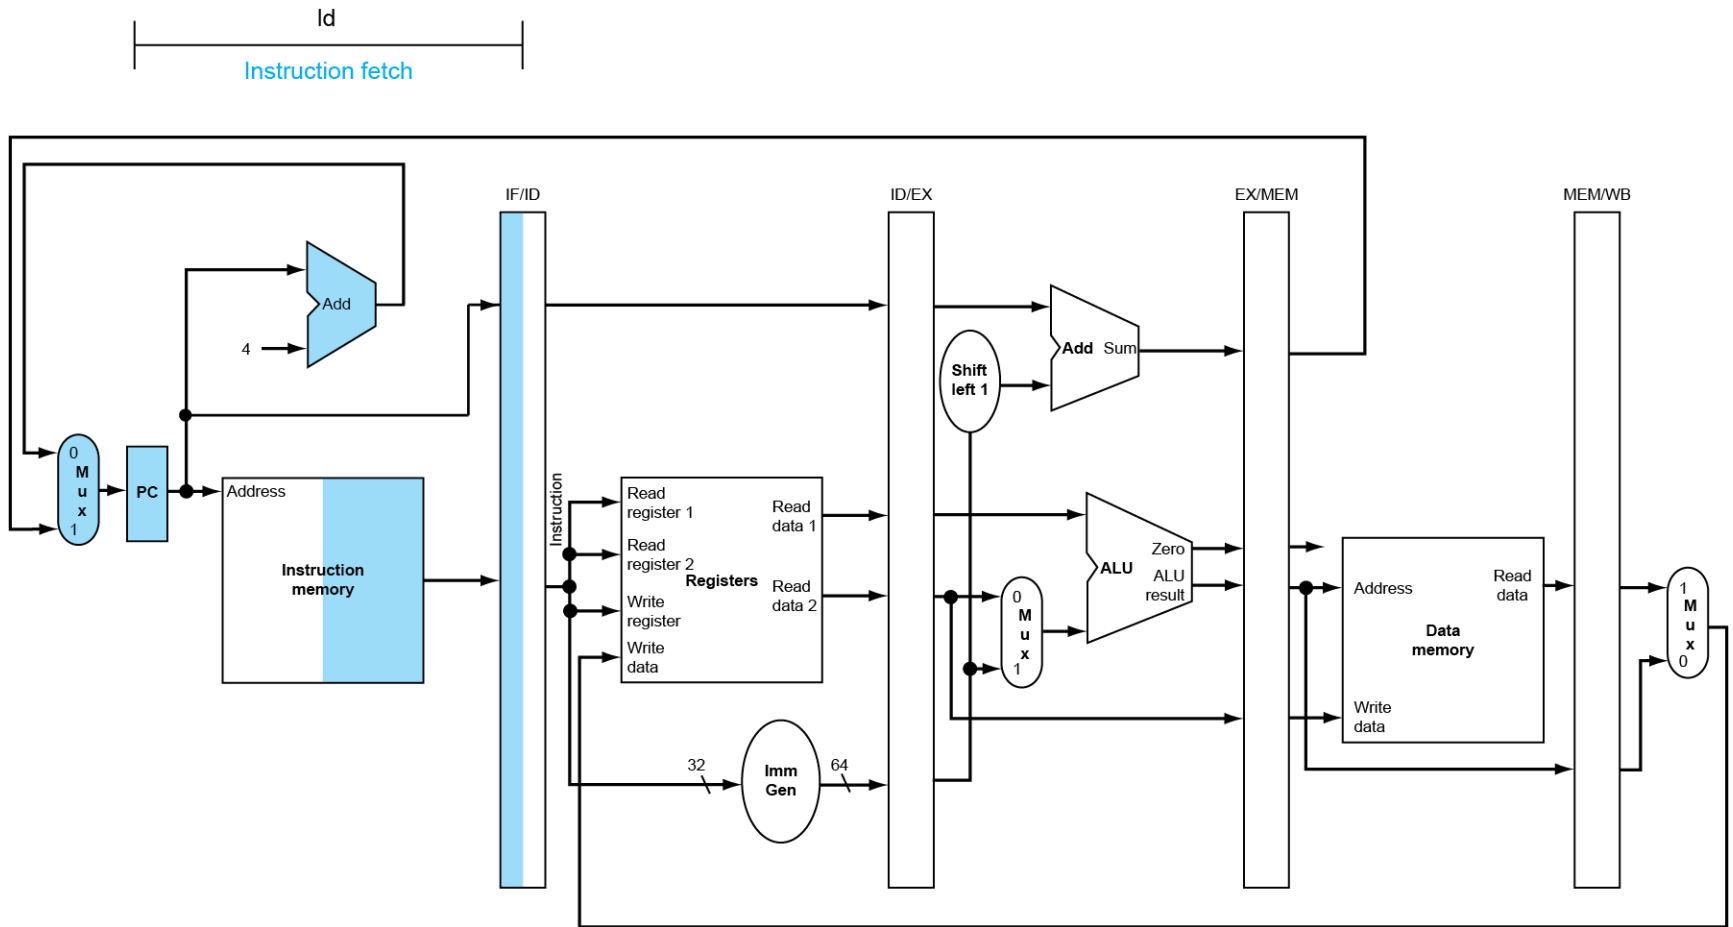 ld
Instruction fetch
IF/ID
ID/EX
EX/MEM
MEM/WB
Add
4
Add Sum
Shift
left 1
0
M
u
x
1
PC
Address
Instruction
memory
Instruction
Read
register 1
Read
register 2
Write
register
Write
data
Registers
Read
data 1
Read
data 2
0
M
u
x
1
ALU
Zero
ALU
result
Address
Read
data
Data
memory
Write
data
1
M
u
x
0
32
Imm
Gen
64